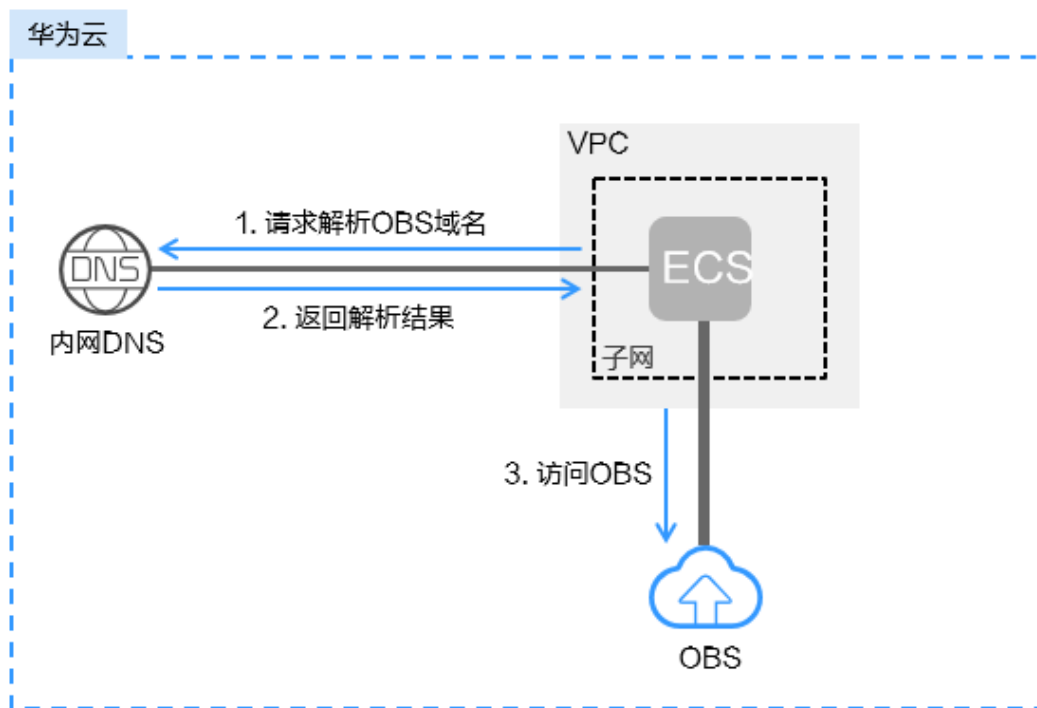 华为云
VPC
1. 请求解析OBS域名
ECS
DNS
2. 返回解析结果
内网DNS
子网
3. 访问OBS
OBS